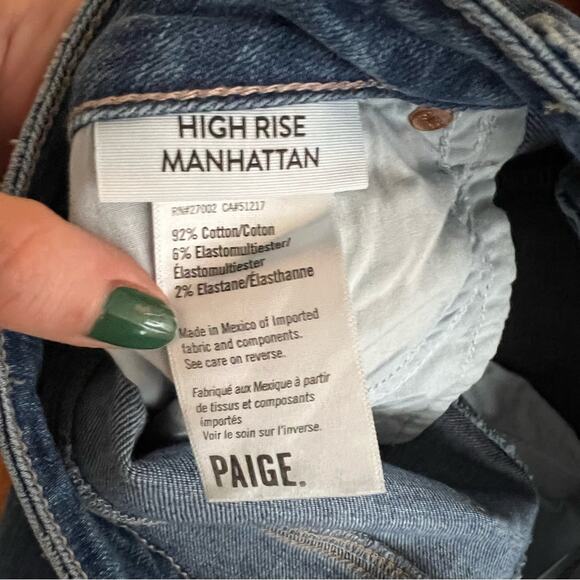 HIGH RISE
MANHATTAN
RN#27002 CA#51217
92% Cotton/Coton
6% Elastomultiester/
Élastomultiester
2% Elastane/Élasthanne
Made in Mexico of Imported
fabric and components.
See care on reverse.
Fabriqué aux Mexique à partir
de tissus et composants
importés
Voir le soin sur l'inverse.
PAIGE.